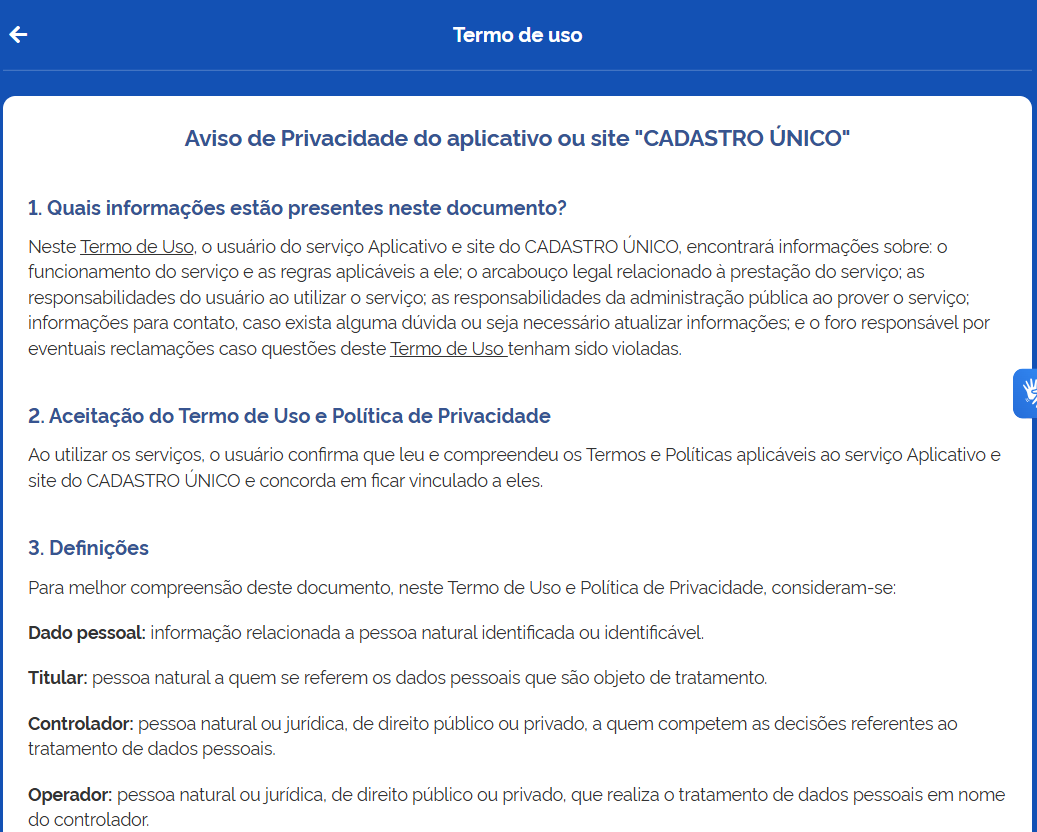 Termo de uso
Aviso de Privacidade do aplicativo ou site "CADASTRO ÚNICO"
1. Quais informações estão presentes neste documento?
Neste Termo de Uso, o usuário do serviço Aplicativo e site do CADASTRO ÚNICO, encontrará informações sobre: o
funcionamento do serviço e as regras aplicáveis a ele; o arcabouço legal relacionado à prestação do serviço; as
responsabilidades do usuário ao utilizar o serviço; as responsabilidades da administração pública ao prover o serviço;
informações para contato, caso exista alguma dúvida ou seja necessário atualizar informações; e o foro responsável por
eventuais reclamações caso questões deste Termo de Uso tenham sido violadas.
2. Aceitação do Termo de Uso e Política de Privacidade
Ao utilizar os serviços, o usuário confirma que leu e compreendeu os Termos e Políticas aplicáveis ao serviço Aplicativo e
site do CADASTRO ÚNICO e concorda em ficar vinculado a eles.
3. Definições
Para melhor compreensão deste documento, neste Termo de Uso e Política de Privacidade, consideram-se:
Dado pessoal: informação relacionada a pessoa natural identificada ou identificável.
Titular: pessoa natural a quem se referem os dados pessoais que são objeto de tratamento.
Controlador: pessoa natural ou jurídica, de direito público ou privado, a quem competem as decisões referentes ao
tratamento de dados pessoais.
Operador: pessoa natural ou jurídica, de direito público ou privado, que realiza o tratamento de dados pessoais em nome
do controlador.